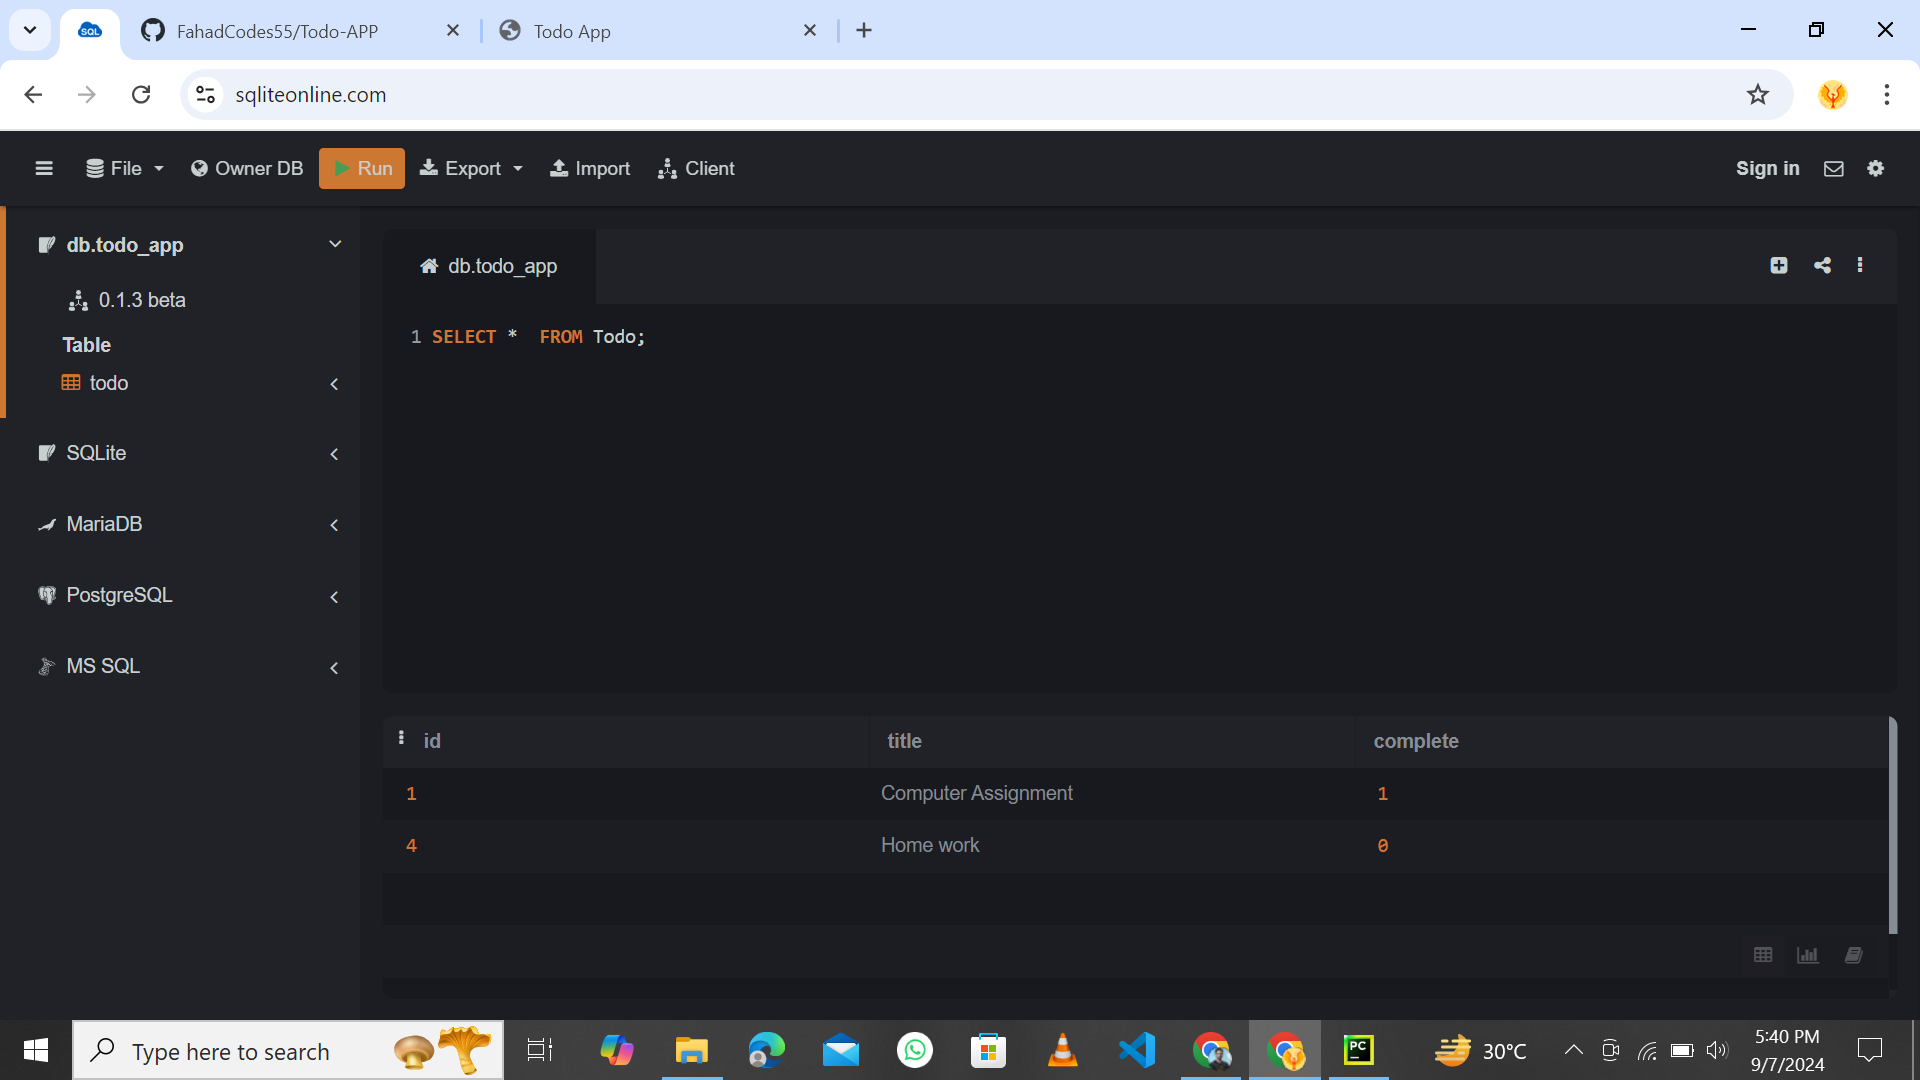 SQL
FahadCodes55/Todo-APP
Todo App
sqliteonline.com
File
Owner DB
Run
Export
Import
Client
Sign in
db.todo_app
0.1.3 beta
Table
todo
SQLite
MariaDB
PostgreSQL
MS SQL
db.todo_app
1 SELECT * FROM Todo;
id title complete
1 Computer Assignment 1
4 Home work 0
Type here to search
PC
30°C
5:40 PM
9/7/2024